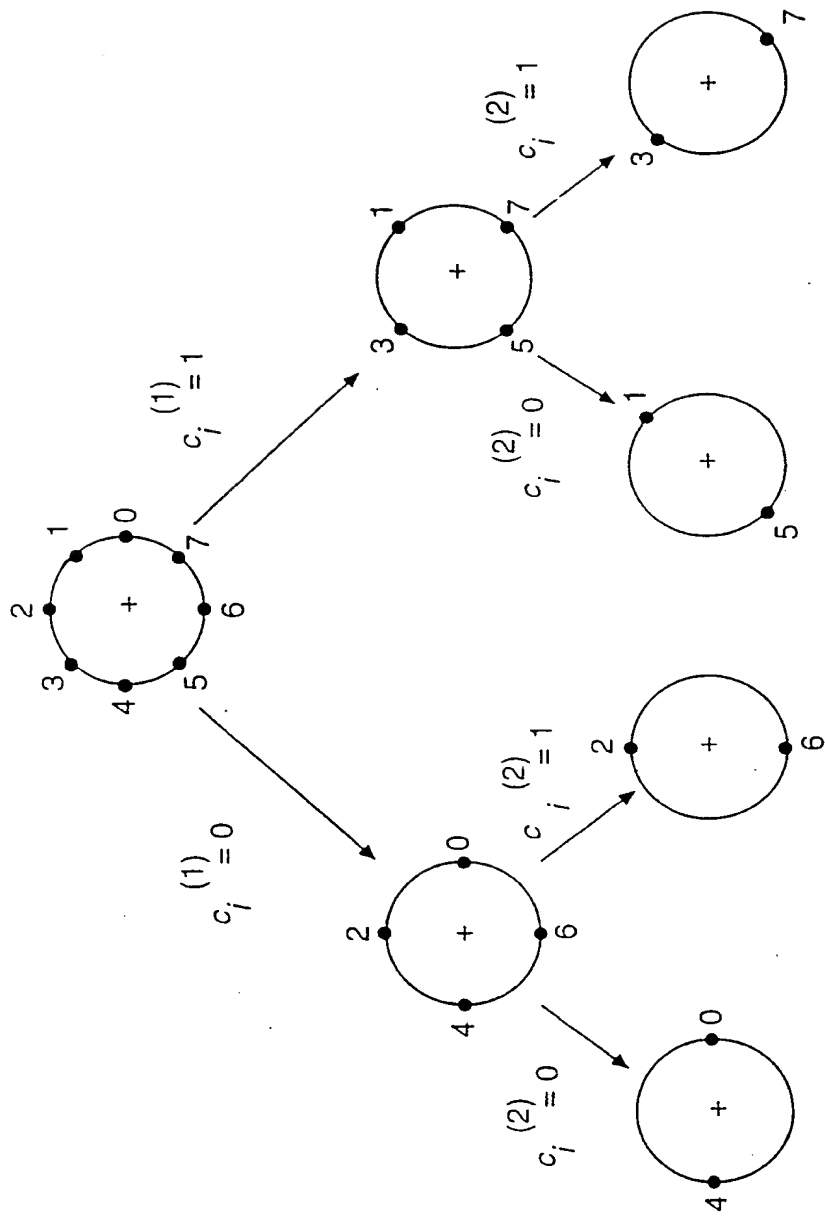 2
3 1
4 0
5 7
6
c_i^(1) = 0
c_i^(1) = 1
2
4 0
6
3 1
5 7
c_i^(2) = 0
c_i^(2) = 1
c_i^(2) = 0
c_i^(2) = 1
4 0
2
6
1
5
3
7